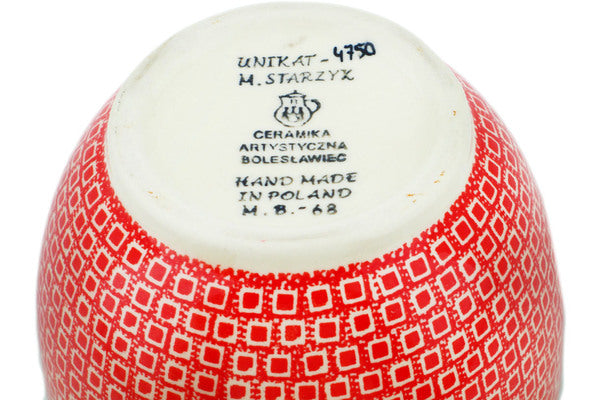 UNIKAT - 4750
M. STARZYK
CERAMIKA
ARTYSTYCZNA
BOLESŁAWIEC
HAND MADE
IN POLAND
M. B. - 68